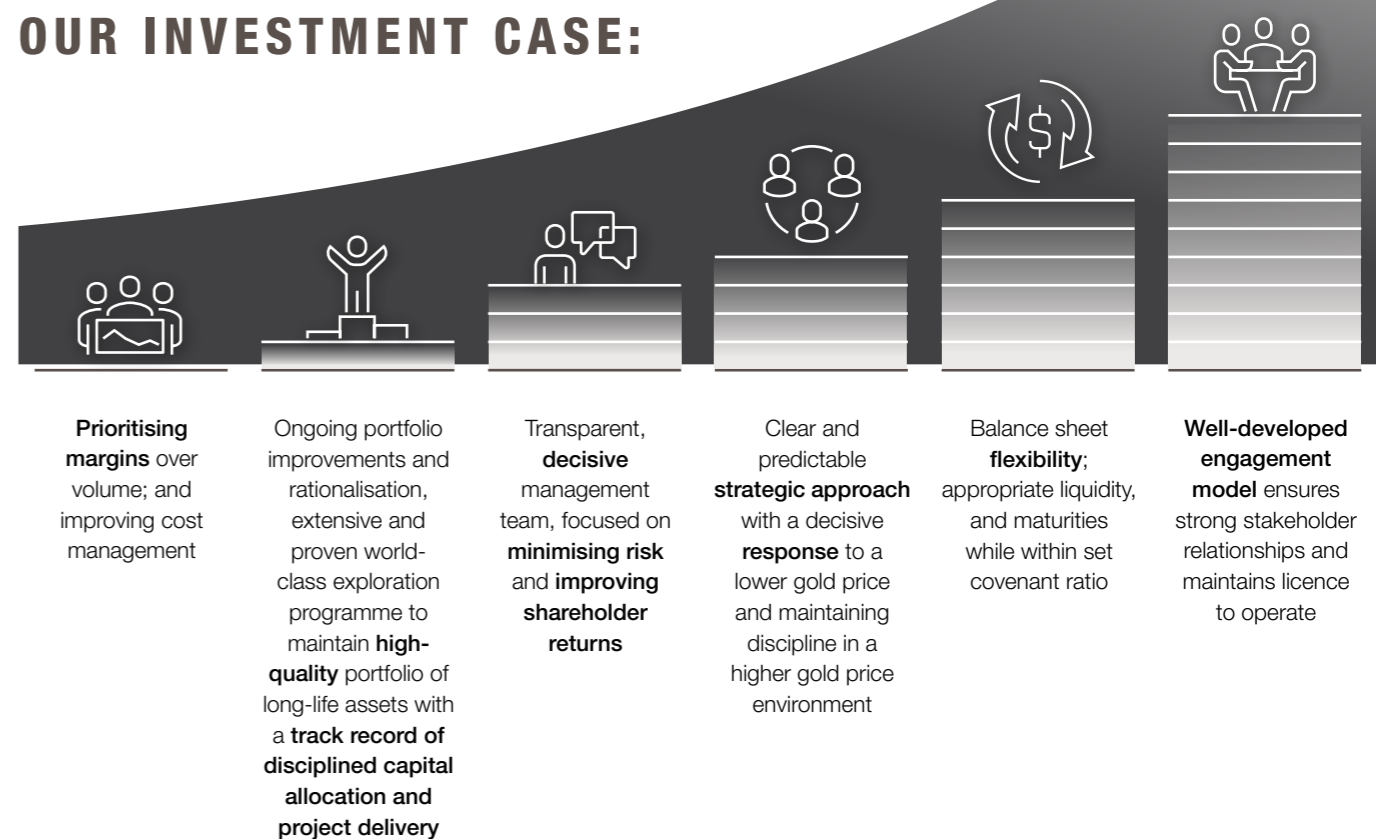 OUR INVESTMENT CASE:
$
Prioritising
margins over
volume; and
improving cost
management
Ongoing portfolio
improvements and
rationalisation,
extensive and
proven world-
class exploration
programme to
maintain high-
quality portfolio of
long-life assets with
a track record of
disciplined capital
allocation and
project delivery
Transparent,
decisive
management
team, focused on
minimising risk
and improving
shareholder
returns
Clear and
predictable
strategic approach
with a decisive
response to a
lower gold price
and maintaining
discipline in a
higher gold price
environment
Balance sheet
flexibility;
appropriate liquidity,
and maturities
while within set
covenant ratio
Well-developed
engagement
model ensures
strong stakeholder
relationships and
maintains licence
to operate